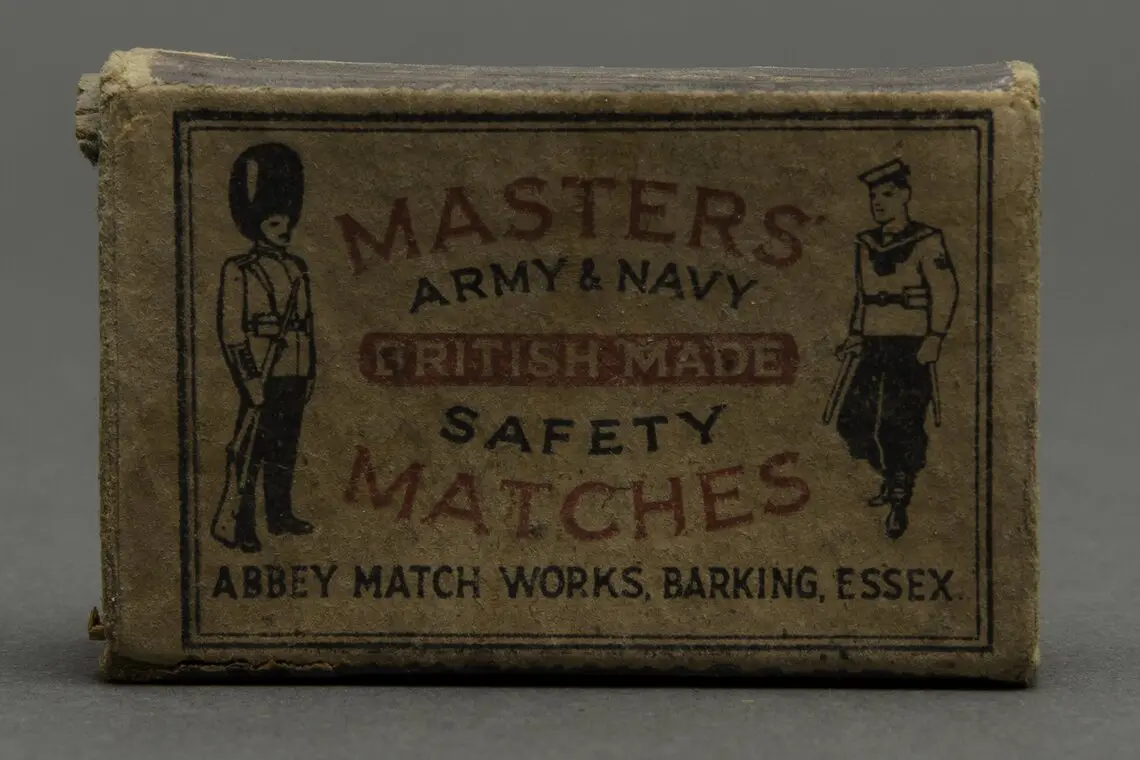 MASTERS'
ARMY & NAVY
BRITISH MADE
SAFETY
MATCHES
ABBEY MATCH WORKS, BARKING, ESSEX.